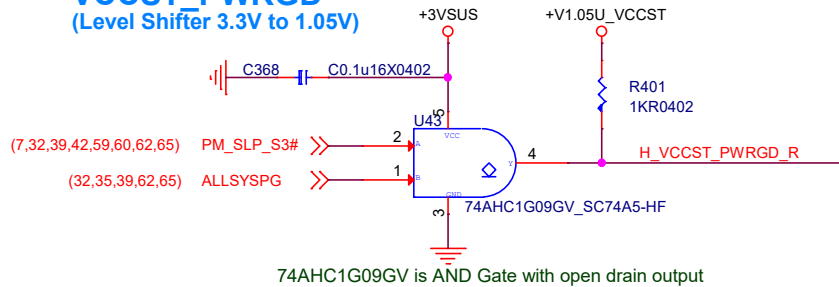 VCCST_PWRGD
(Level Shifter 3.3V to 1.05V)
+3VSUS
+V1.05U_VCCST
C368
C0.1u16X0402
R401
1KR0402
U43
5
VCC
(7,32,39,42,59,60,62,65) PM_SLP_S3#
2
A
(32,35,39,62,65) ALLSYSPG
1
B
Y
4
H_VCCST_PWRGD_R
GND
3
74AHC1G09GV_SC74A5-HF
74AHC1G09GV is AND Gate with open drain output